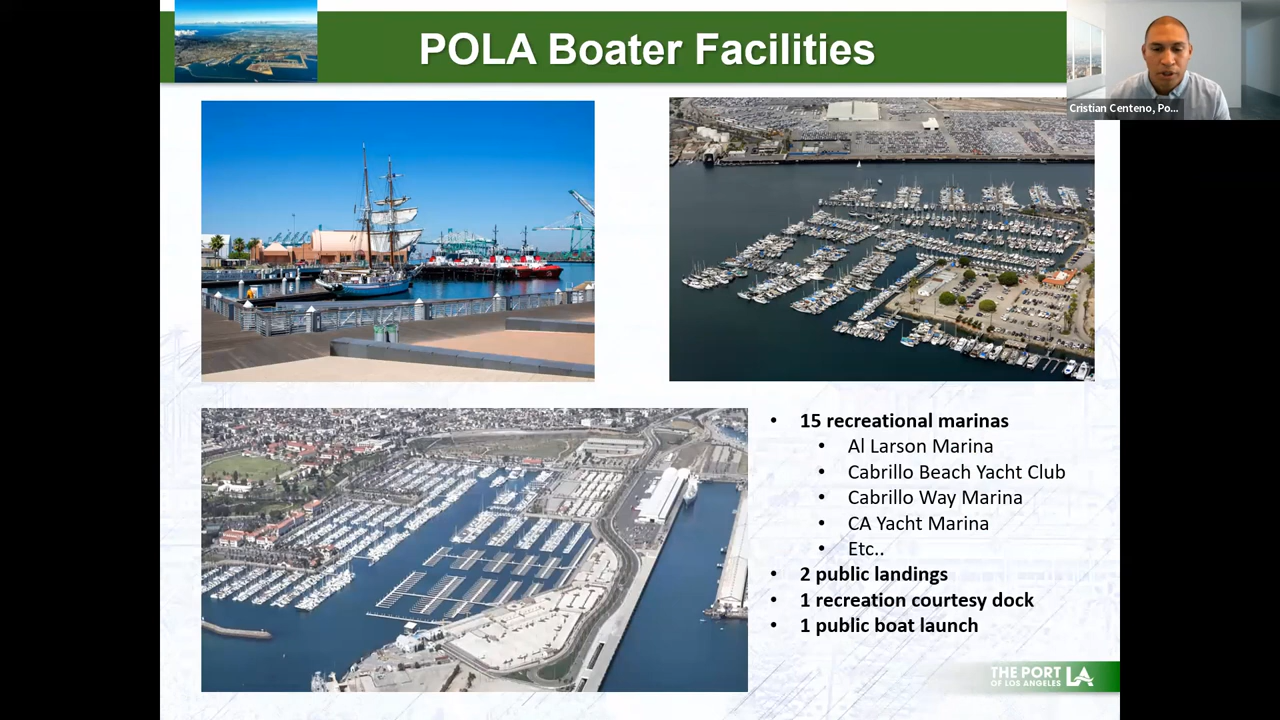 POLA Boater Facilities
Cristian Centeno, Po...
• 15 recreational marinas
• Al Larson Marina
• Cabrillo Beach Yacht Club
• Cabrillo Way Marina
• CA Yacht Marina
• Etc..
• 2 public landings
• 1 recreation courtesy dock
• 1 public boat launch
THE PORT
OF LOS ANGELES
LA